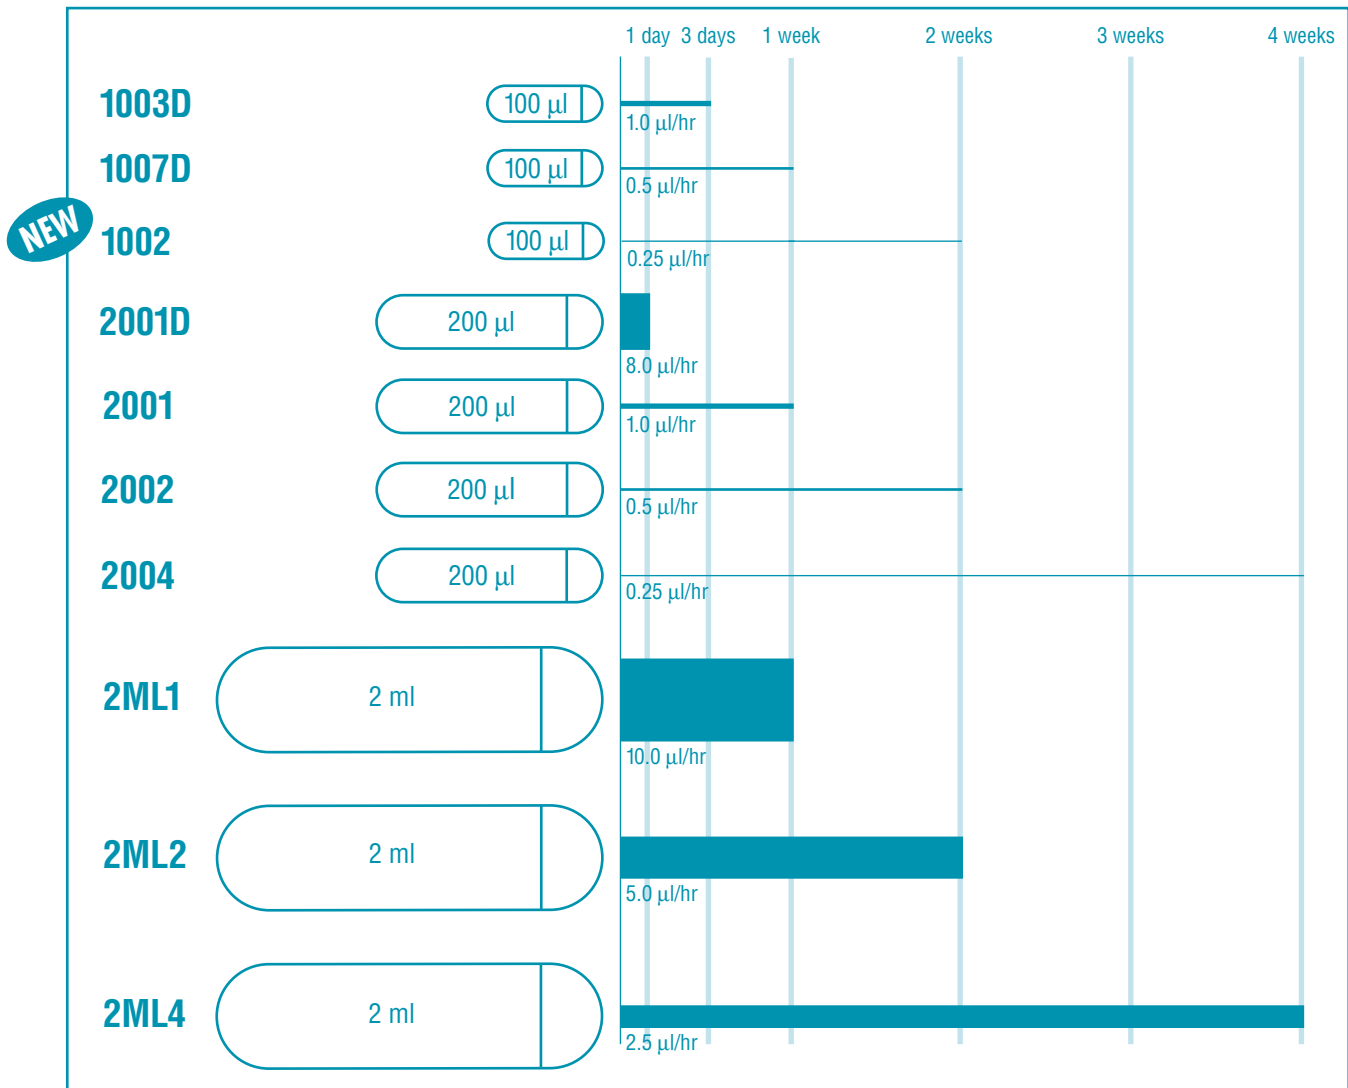 1 day 3 days 1 week 2 weeks 3 weeks 4 weeks
1003D 100 µl
1.0 µl/hr
1007D 100 µl
0.5 µl/hr
NEW
1002 100 µl
0.25 µl/hr
2001D 200 µl
8.0 µl/hr
2001 200 µl
1.0 µl/hr
2002 200 µl
0.5 µl/hr
2004 200 µl
0.25 µl/hr
2ML1 2 ml
10.0 µl/hr
2ML2 2 ml
5.0 µl/hr
2ML4 2 ml
2.5 µl/hr